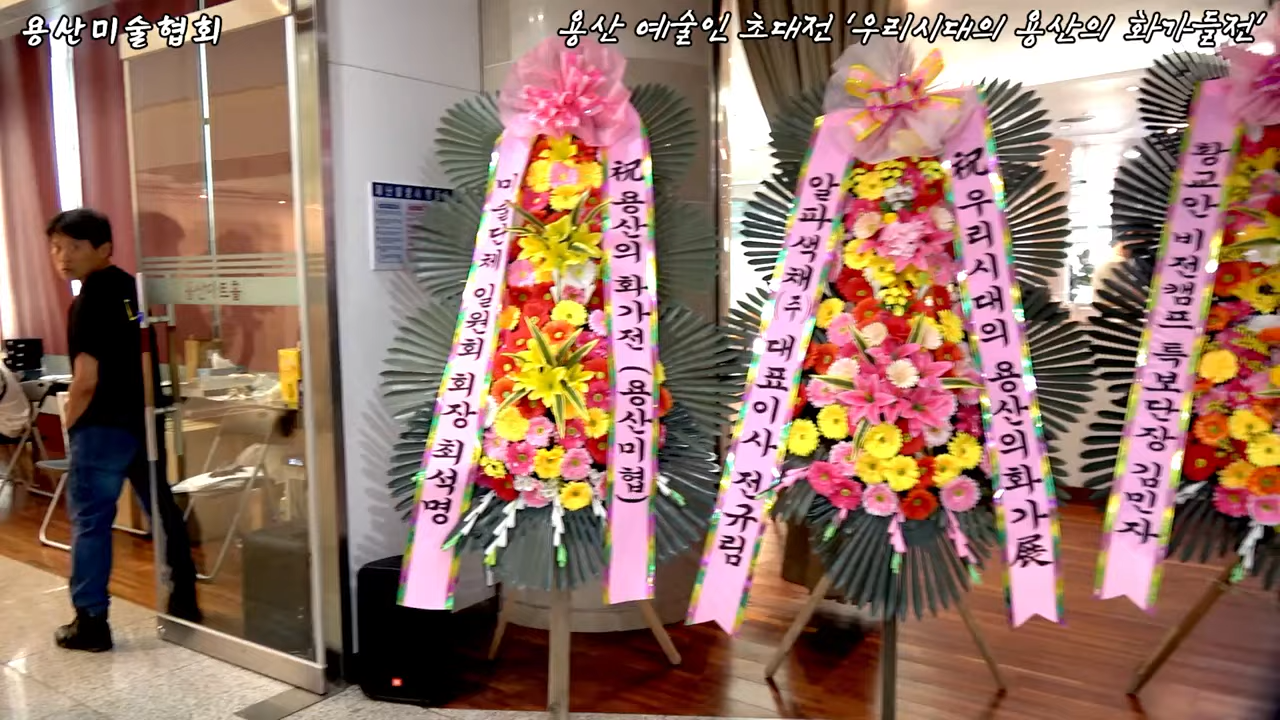 용산미술협회
용산 예술인 초대전 '우리시대의 용산의 화가들전'
미술단체 일원회 회장 최석명
祝 용산의 화가전 (용산미협)
알파색채(주) 대표이사 전규림
祝 우리시대의 용산의화가展
황교안 비전캠프 특보단장 김민자